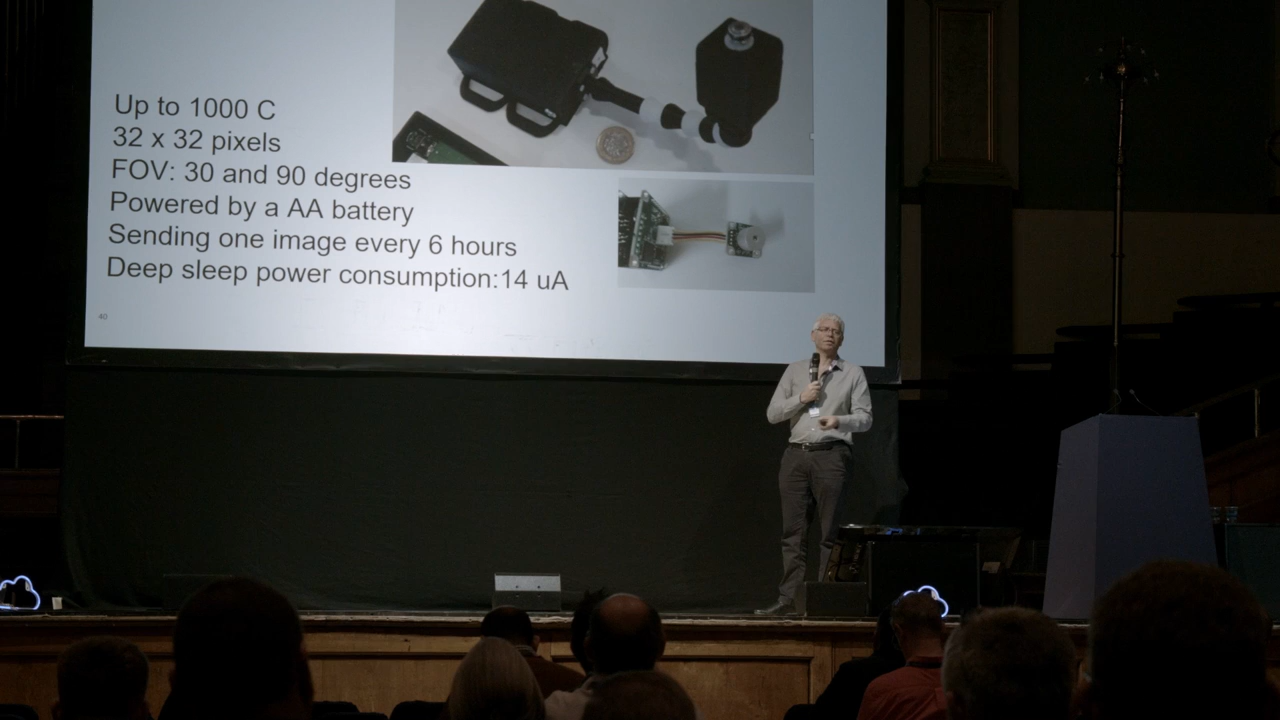 Up to 1000 C
32 x 32 pixels
FOV: 30 and 90 degrees
Powered by a AA battery
Sending one image every 6 hours
Deep sleep power consumption:14 uA
40